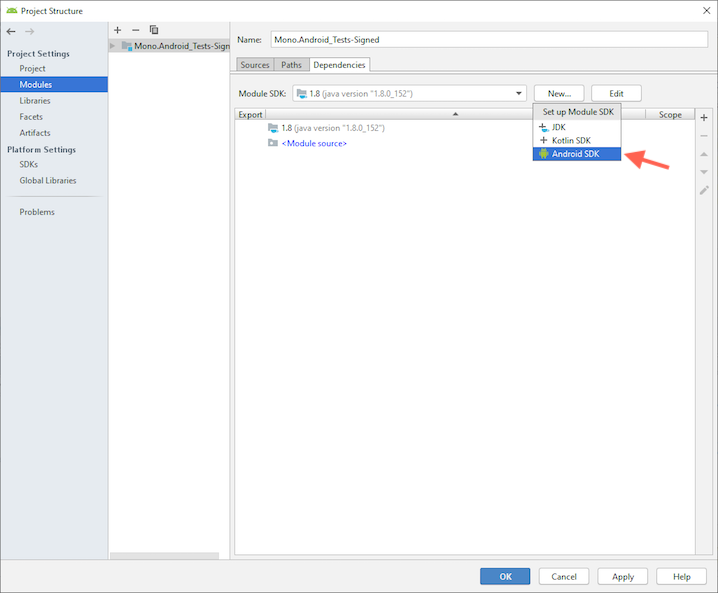 Project Structure
Project Settings
Project
Modules
Libraries
Facets
Artifacts
Platform Settings
SDKs
Global Libraries
Problems
Mono.Android_Tests-Sign
Name: Mono.Android_Tests-Signed
Sources Paths Dependencies
Module SDK: 1.8 (java version "1.8.0_152") New... Edit
Set up Module SDK
JDK
Kotlin SDK
Android SDK
Export Scope
1.8 (java version "1.8.0_152")
<Module source>
OK Cancel Apply Help